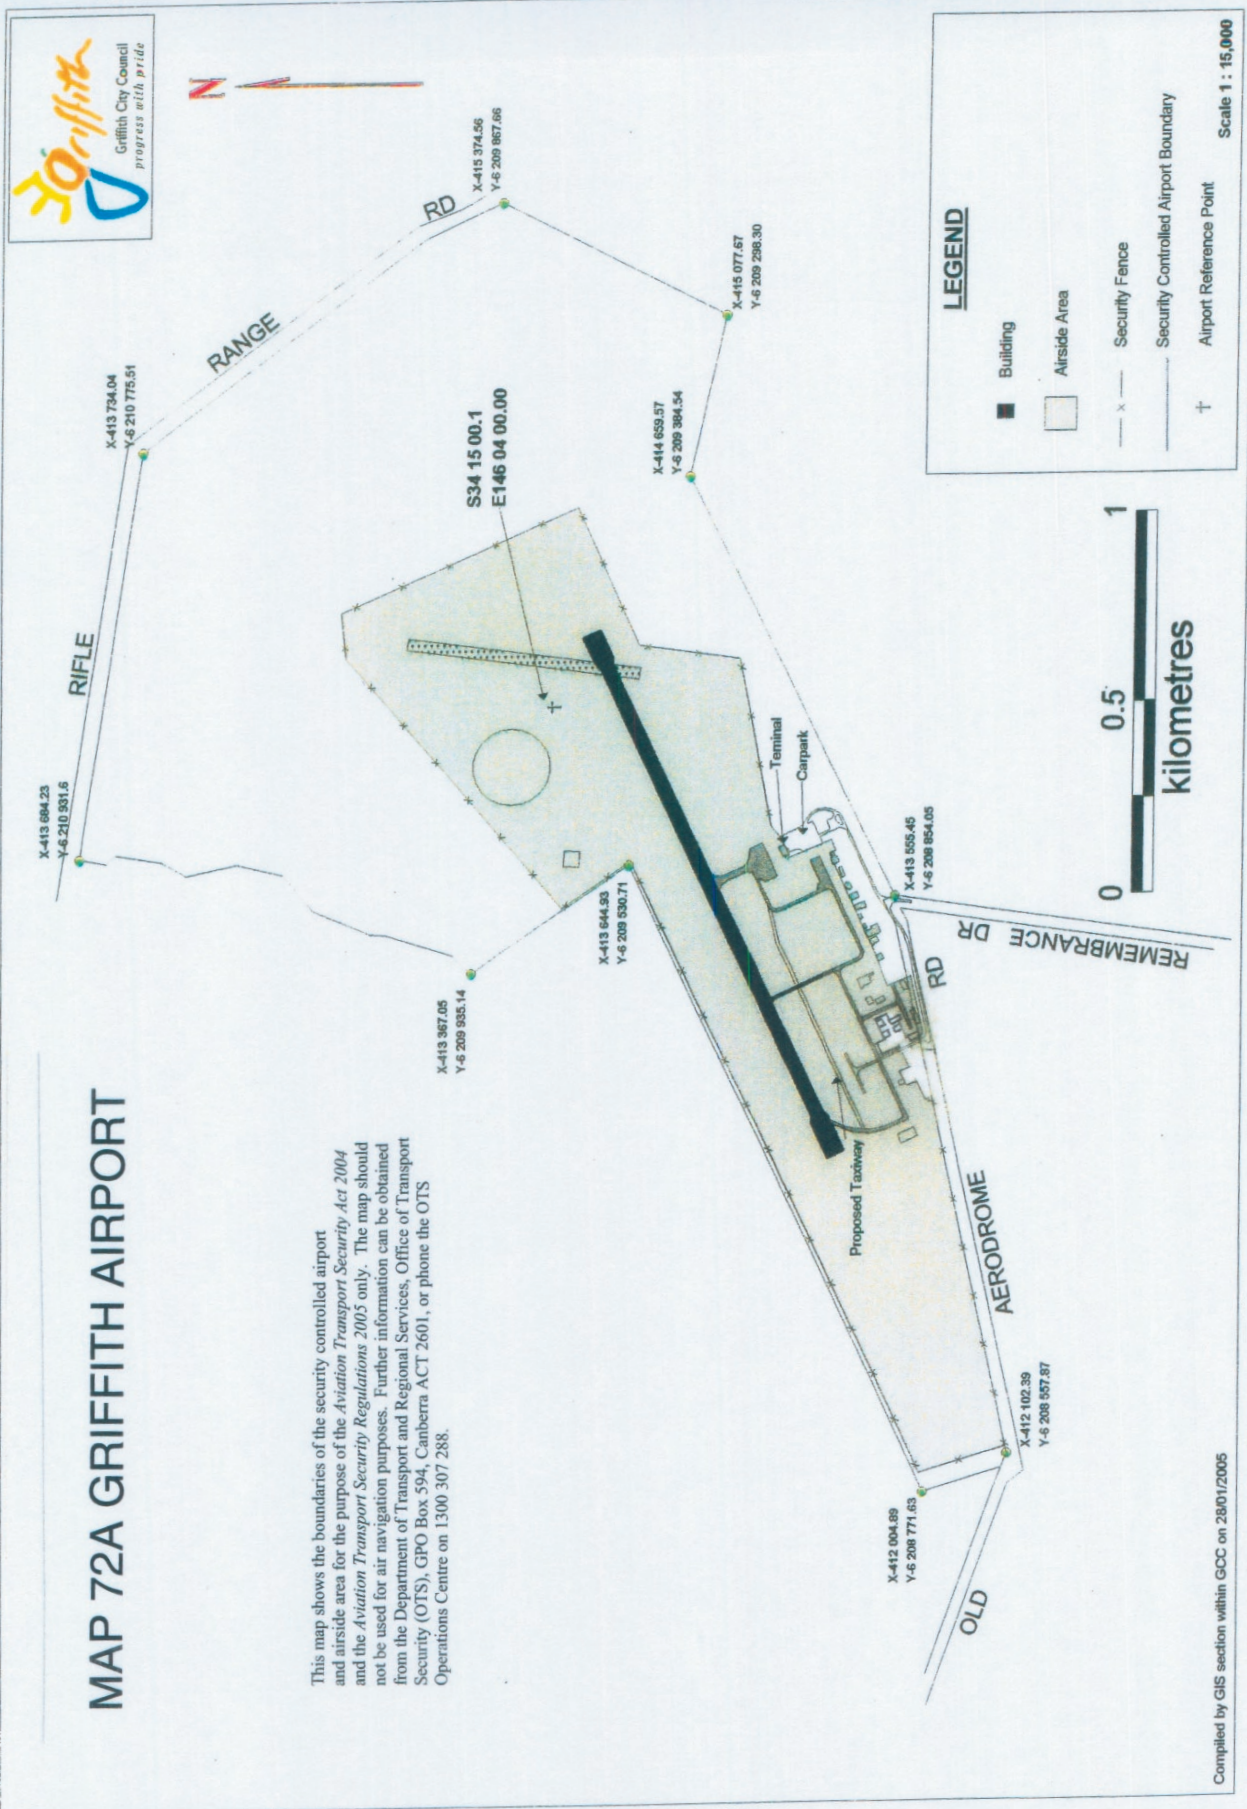 MAP 72A GRIFFITH AIRPORT
Griffith
Griffith City Council
progress with pride
N
This map shows the boundaries of the security controlled airport
and airside area for the purpose of the Aviation Transport Security Act 2004
and the Aviation Transport Security Regulations 2005 only. The map should
not be used for air navigation purposes. Further information can be obtained
from the Department of Transport and Regional Services, Office of Transport
Security (OTS), GPO Box 594, Canberra ACT 2601, or phone the OTS
Operations Centre on 1300 307 288.
X-413 684.23
Y-6 210 931.6
RIFLE
X-413 734.04
Y-6 210 775.51
RANGE
RD
X-415 374.56
Y-6 209 867.66
X-413 367.05
Y-6 209 935.14
S34 15 00.1
E146 04 00.00
X-413 644.93
Y-6 209 530.71
X-414 659.57
Y-6 209 384.54
X-415 077.67
Y-6 209 298.30
Teminal
Carpark
Proposed Taxiway
X-412 004.89
Y-6 208 771.63
X-413 555.45
Y-6 208 854.05
OLD
AERODROME
RD
REMEMBRANCE DR
X-412 102.39
Y-6 208 557.87
0
0.5
1
kilometres
LEGEND
Building
Airside Area
Security Fence
Security Controlled Airport Boundary
Airport Reference Point
Scale 1 : 15,000
Compiled by GIS section within GCC on 28/01/2005